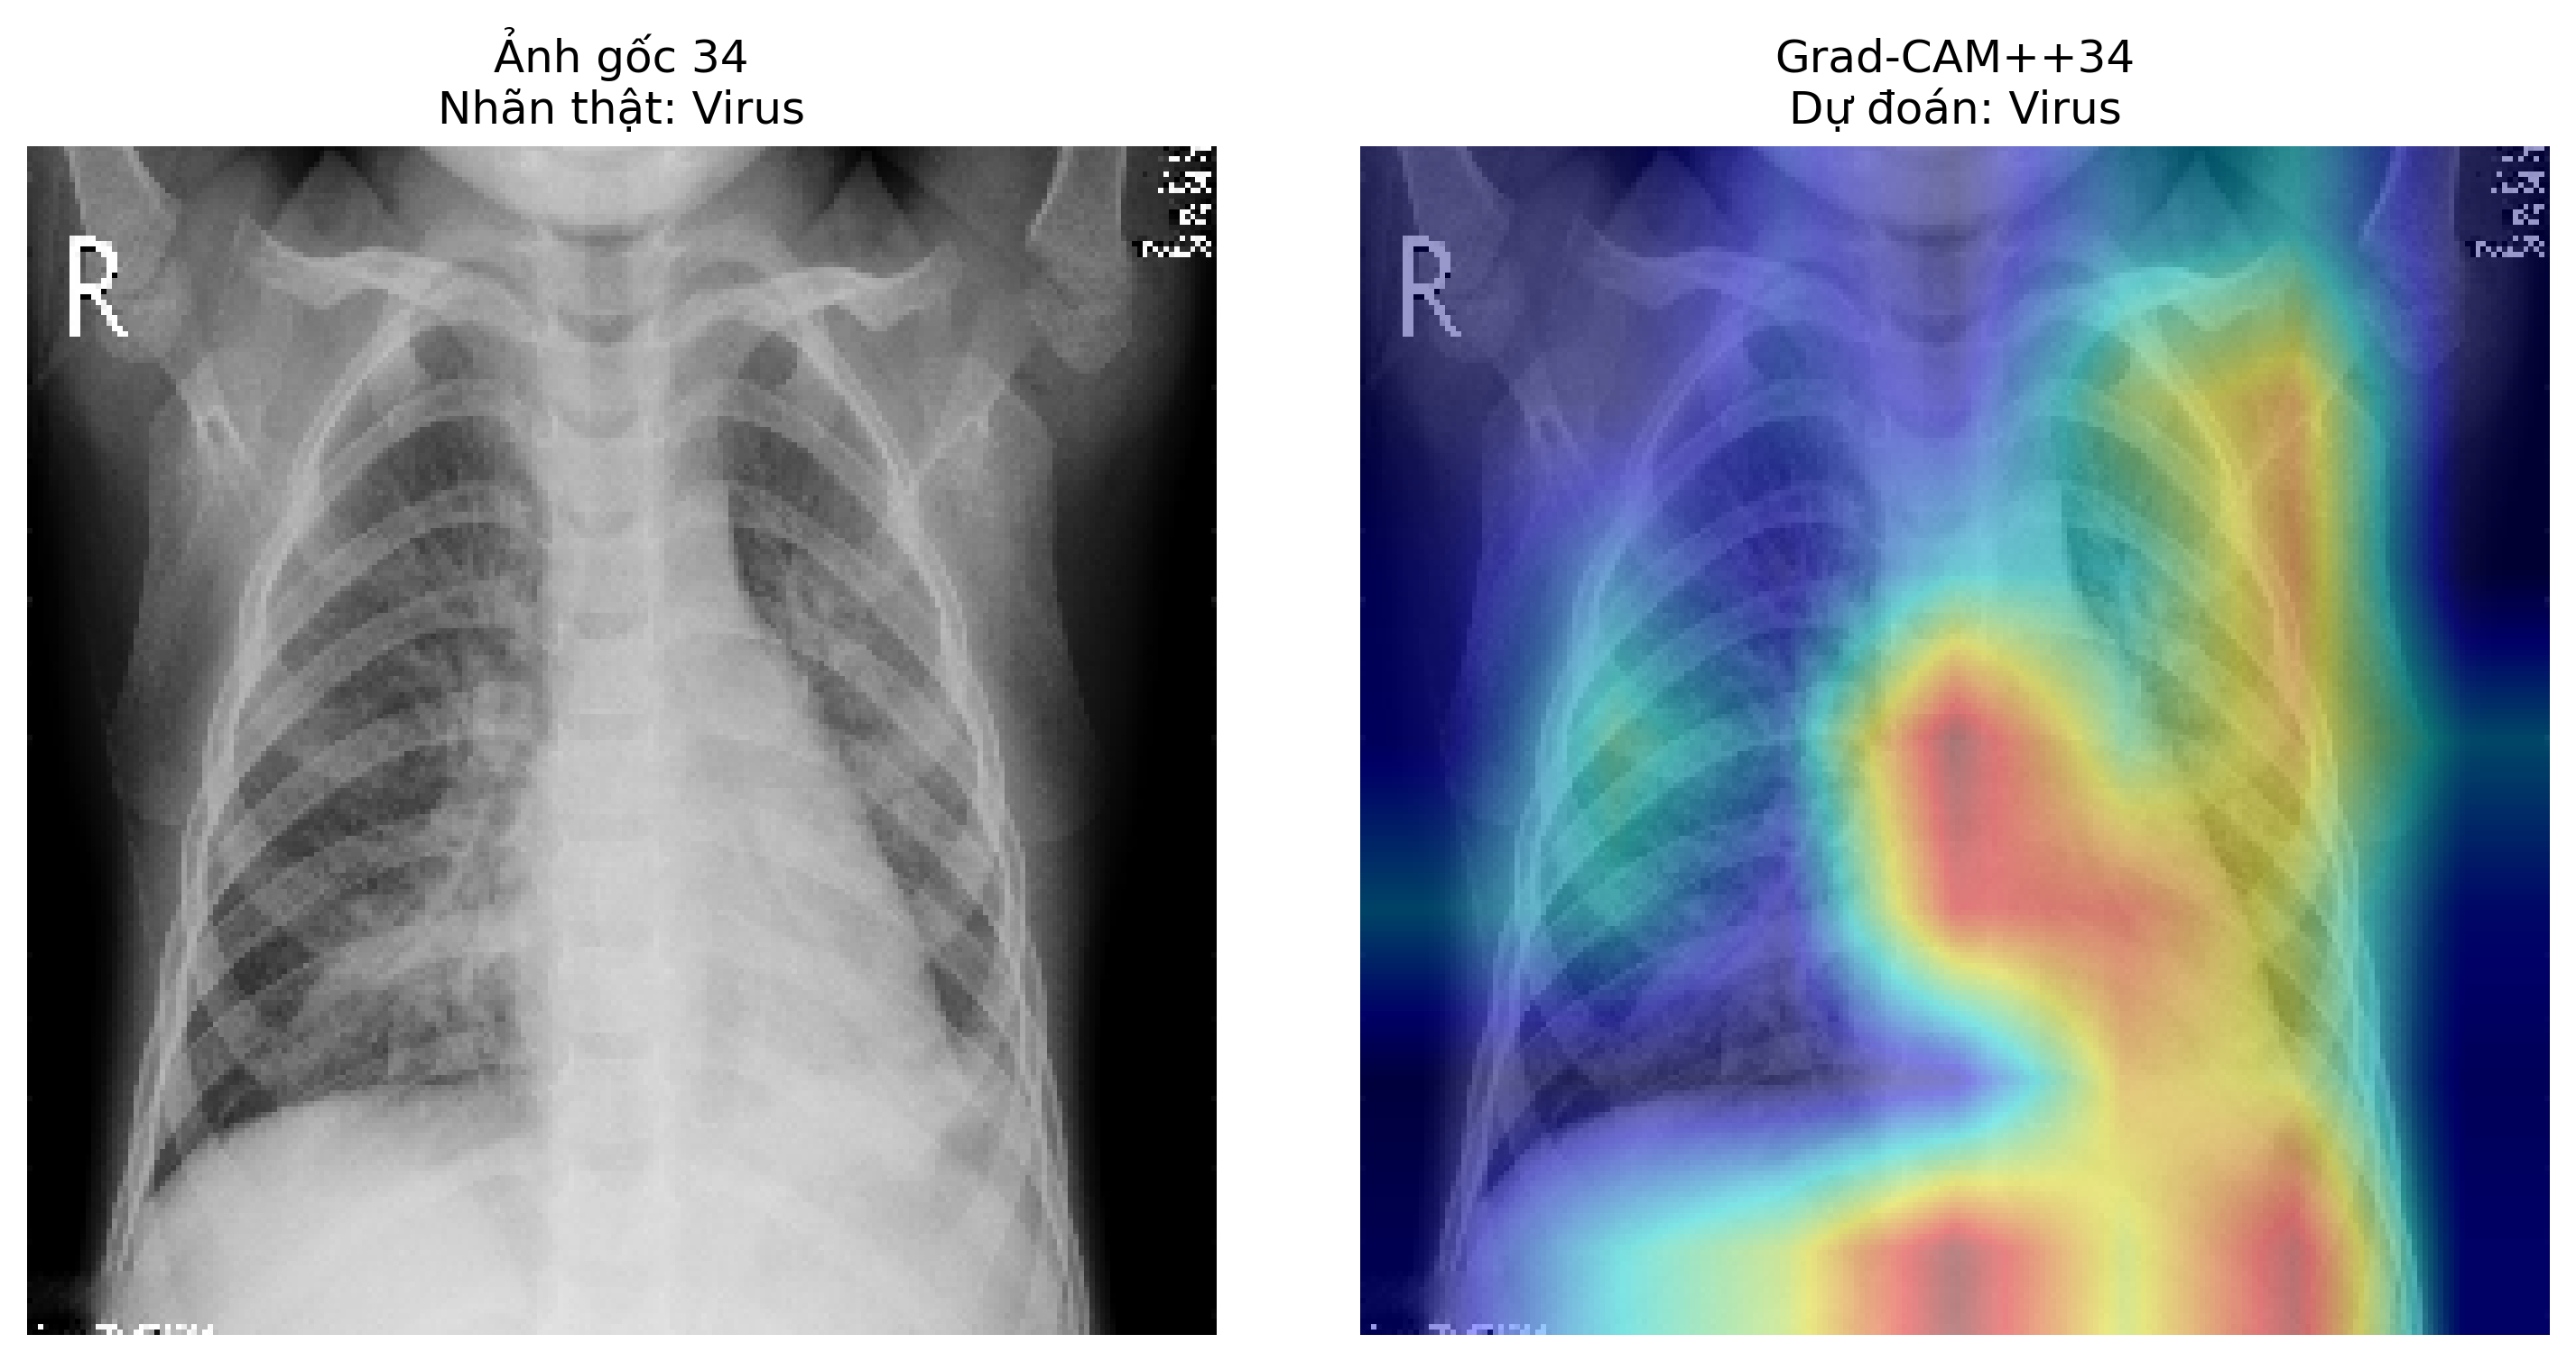 Ảnh gốc 34
Nhãn thật: Virus
Grad-CAM++34
Dự đoán: Virus
R
R